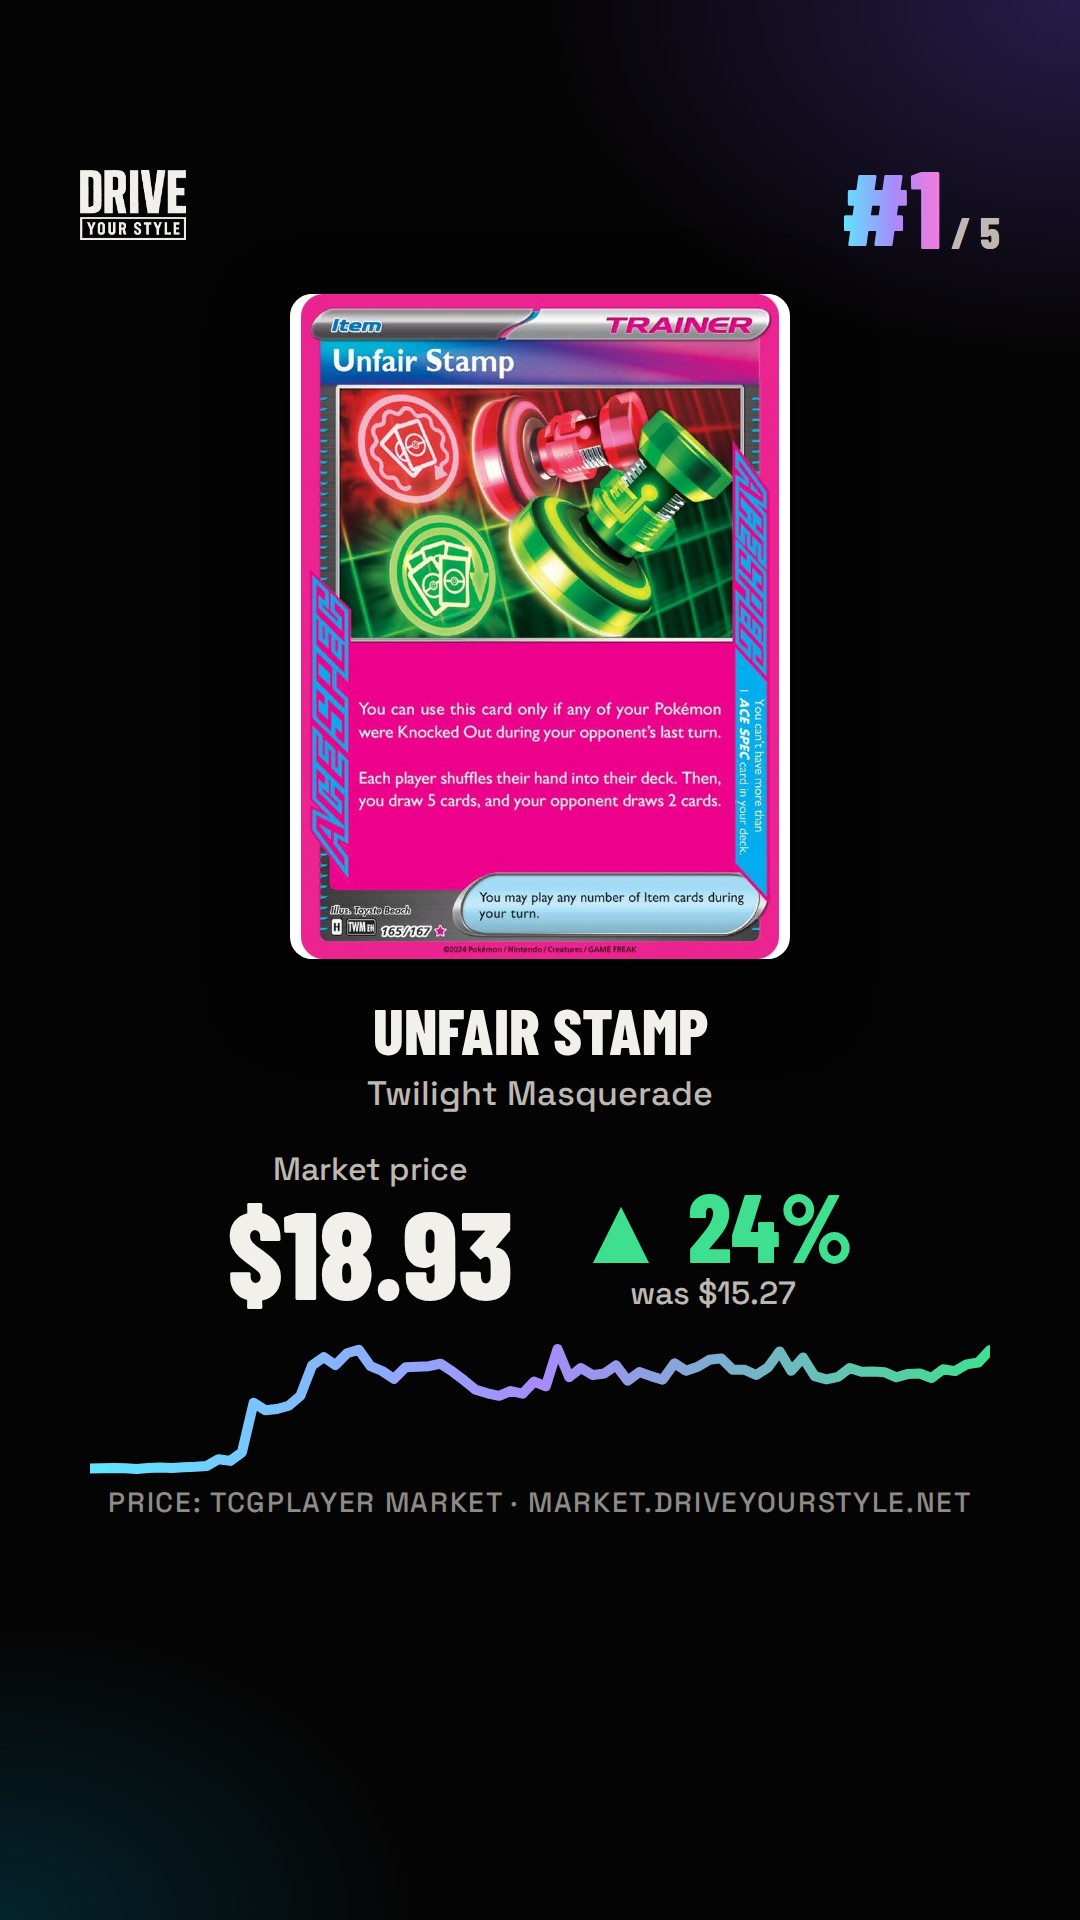 DRIVE
YOUR STYLE
#1 / 5
Item
TRAINER
Unfair Stamp
ACE SPEC
ACE SPEC
You can use this card only if any of your Pokémon
were Knocked Out during your opponent's last turn.
Each player shuffles their hand into their deck. Then,
you draw 5 cards, and your opponent draws 2 cards.
You can't have more than
1 ACE SPEC card in your deck.
You may play any number of Item cards during
your turn.
Illus. Toyste Beach
H TWM EN 165/167
©2024 Pokémon / Nintendo / Creatures / GAME FREAK
UNFAIR STAMP
Twilight Masquerade
Market price
$18.93
▲ 24%
was $15.27
PRICE: TCGPLAYER MARKET · MARKET.DRIVEYOURSTYLE.NET